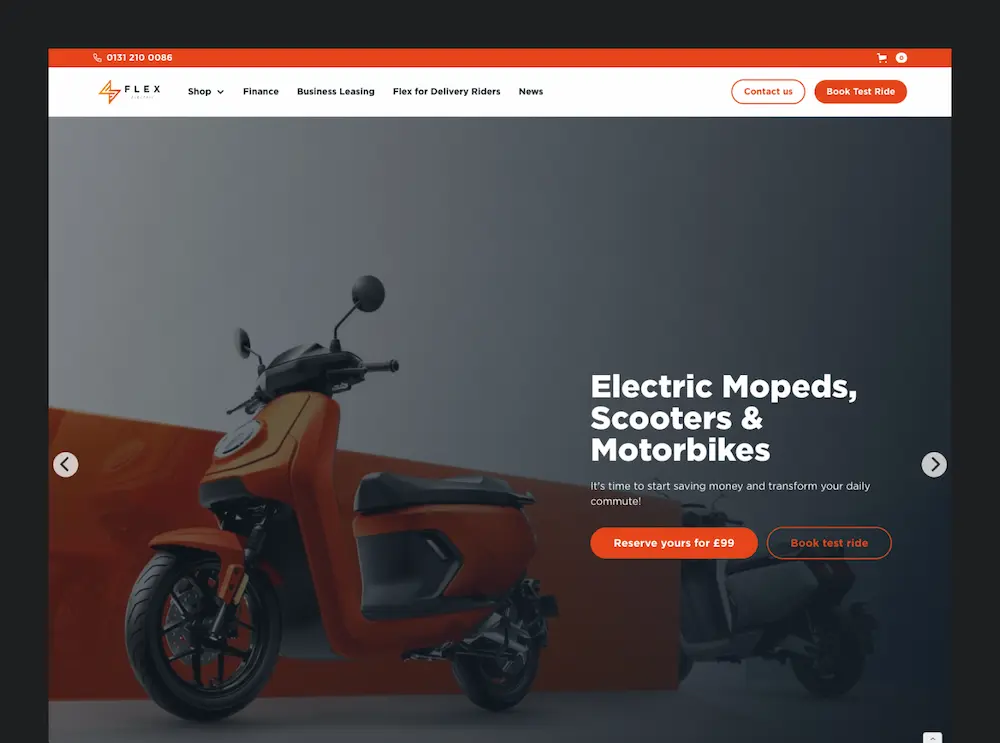 0131 210 0086
0
FLEX
Shop
Finance
Business Leasing
Flex for Delivery Riders
News
Contact us
Book Test Ride
Electric Mopeds,
Scooters &
Motorbikes
It's time to start saving money and transform your daily
commute!
Reserve yours for £99
Book test ride